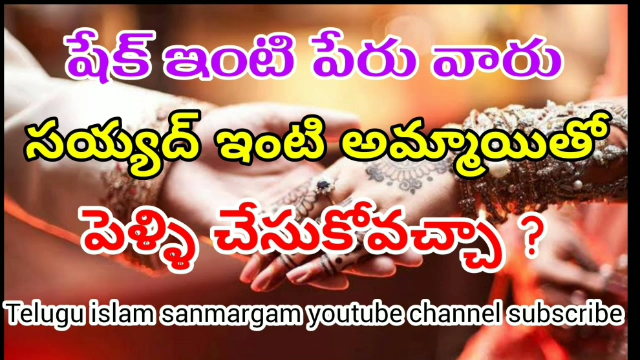 షేక్ ఇంటి పేరు వారు
సయ్యద్ ఇంటి అమ్మాయితో
పెళ్ళి చేసుకోవచ్చా ?
Telugu islam sanmargam youtube channel subscribe